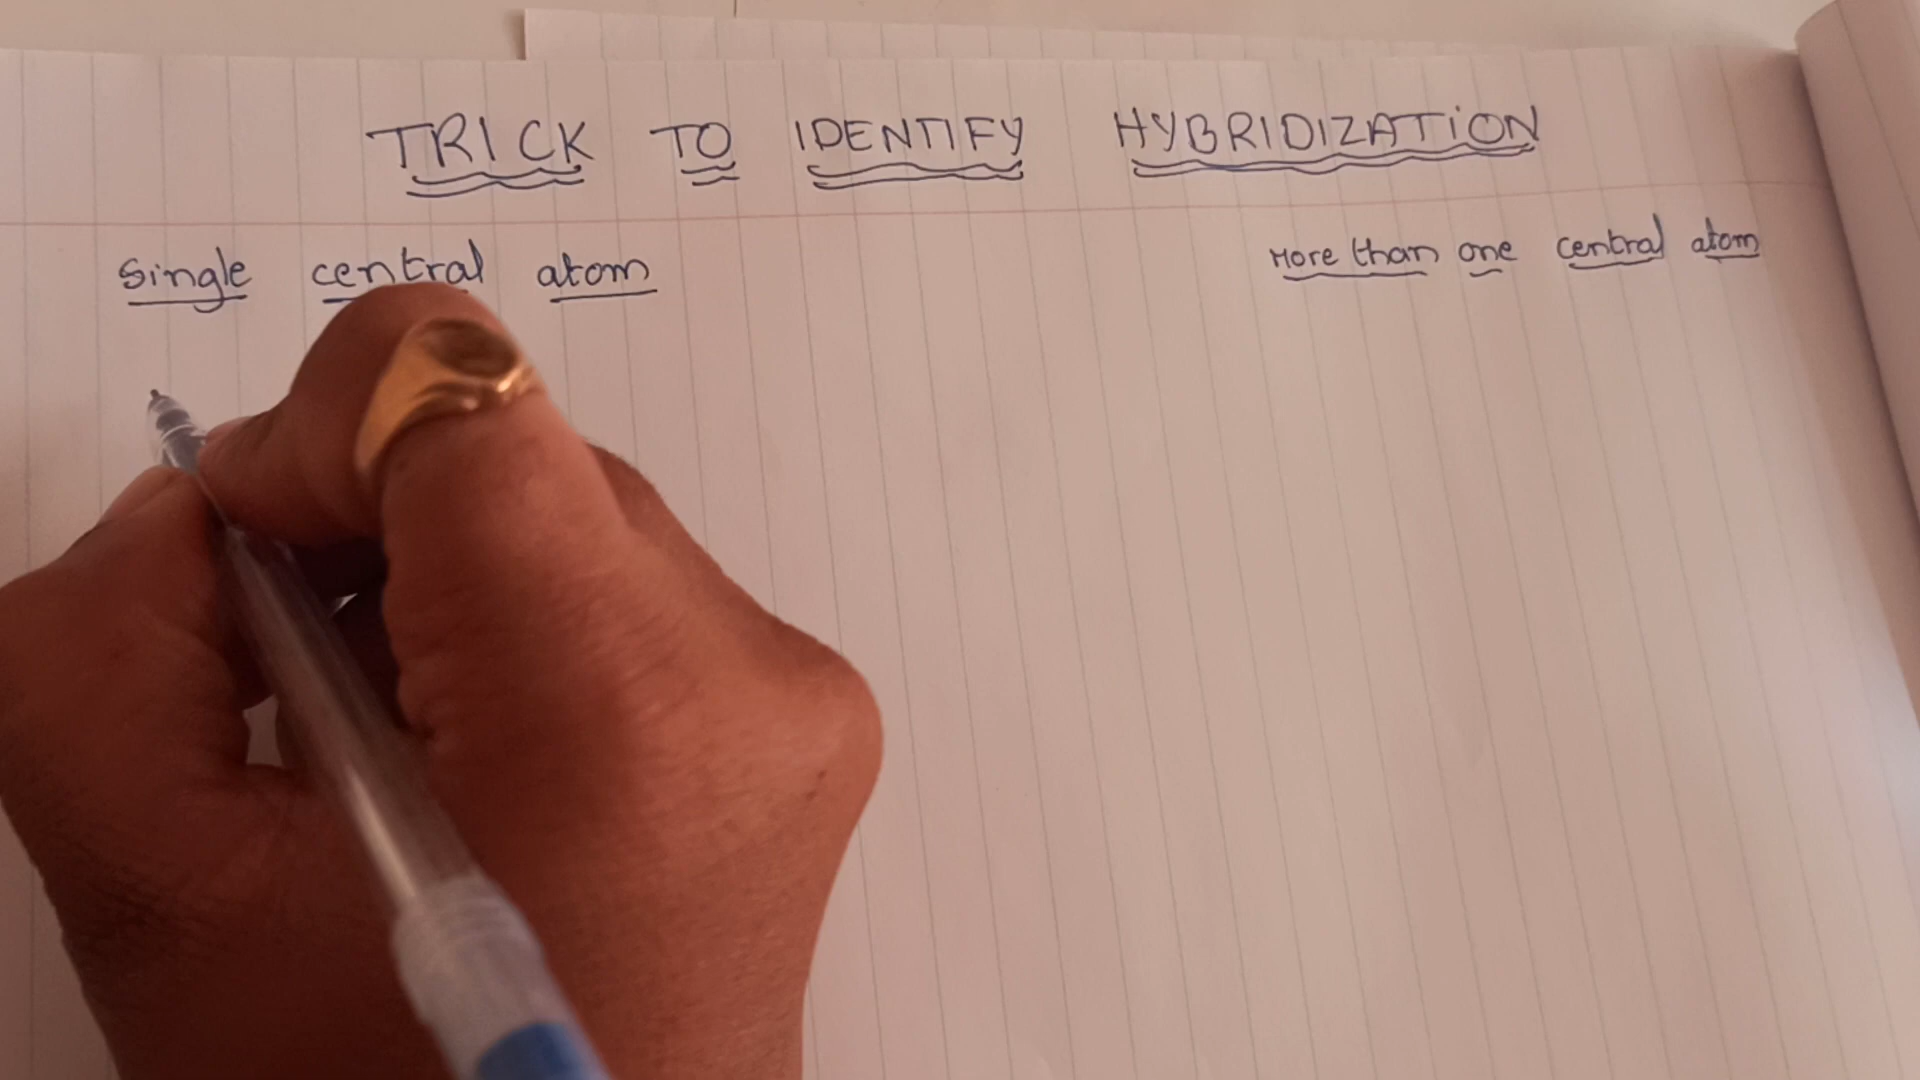 TRICK TO IDENTIFY HYBRIDIZATION
Single central atom
More than one central atom